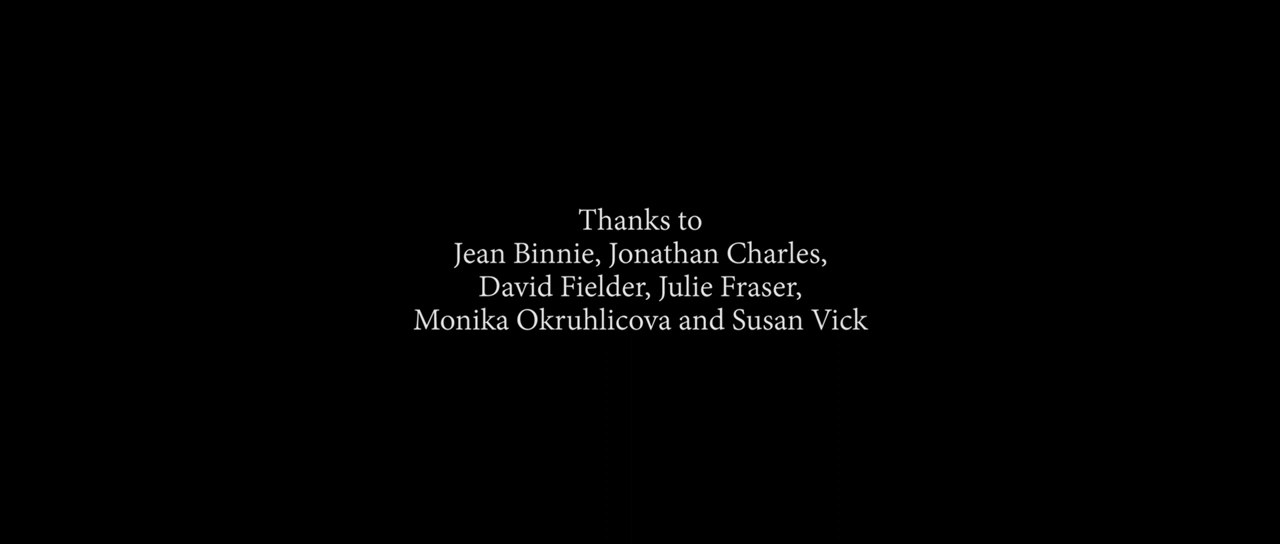 Thanks to
Jean Binnie, Jonathan Charles,
David Fielder, Julie Fraser,
Monika Okruhlicova and Susan Vick